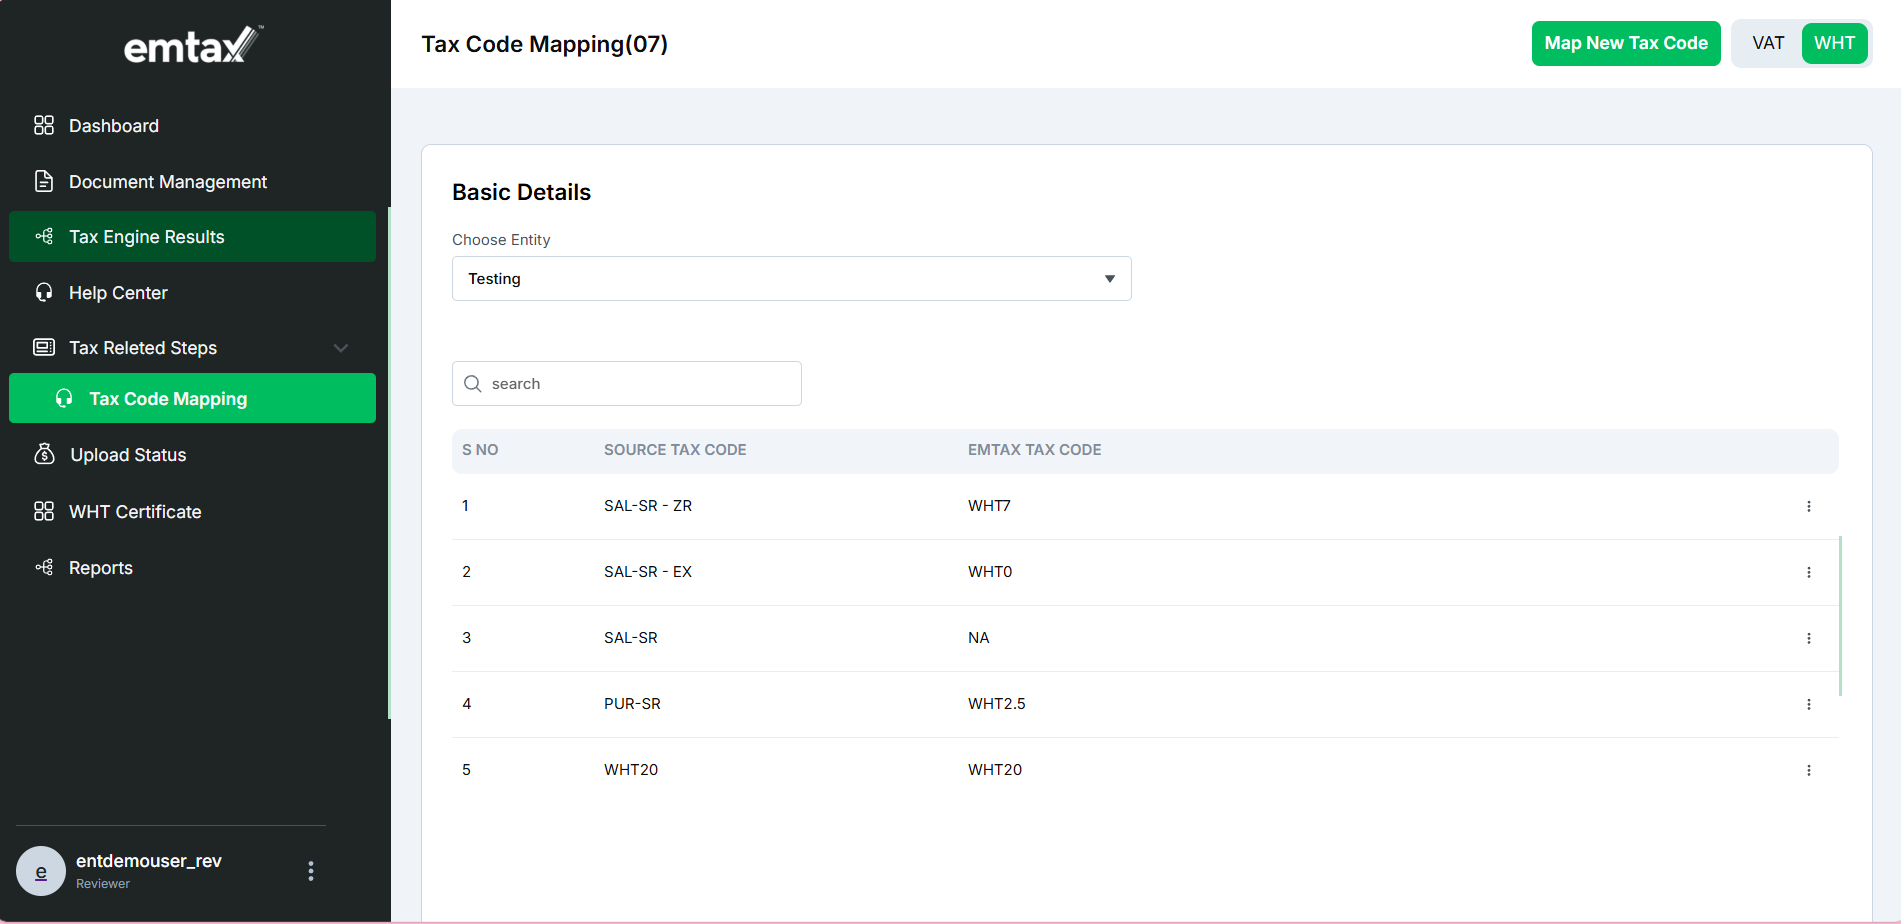 emtax™
Dashboard
Document Management
Tax Engine Results
Help Center
Tax Releted Steps
Tax Code Mapping
Upload Status
WHT Certificate
Reports
e
entdemouser_rev
Reviewer
Tax Code Mapping(07)
Map New Tax Code
VAT
WHT
Basic Details
Choose Entity
Testing
search
S NO SOURCE TAX CODE EMTAX TAX CODE
1 SAL-SR - ZR WHT7
2 SAL-SR - EX WHT0
3 SAL-SR NA
4 PUR-SR WHT2.5
5 WHT20 WHT20